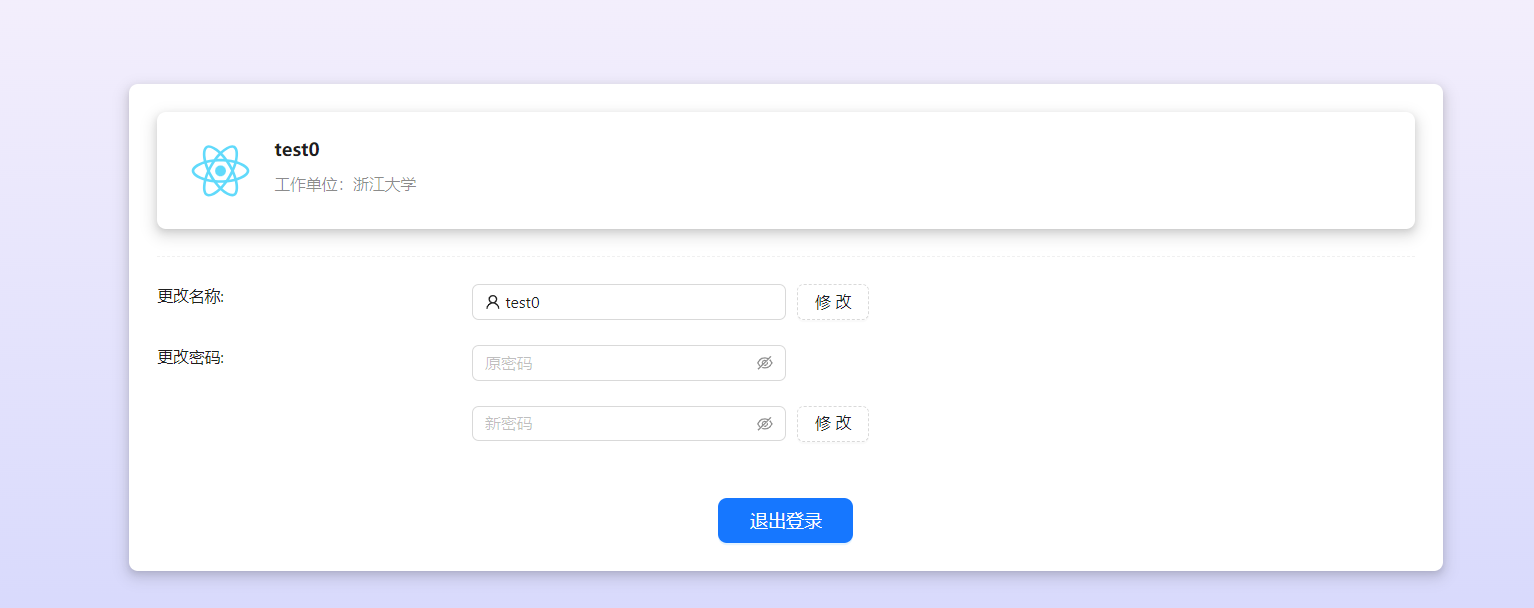 test0
工作单位：浙江大学
更改名称:
test0
修 改
更改密码:
原密码
新密码
修 改
退出登录